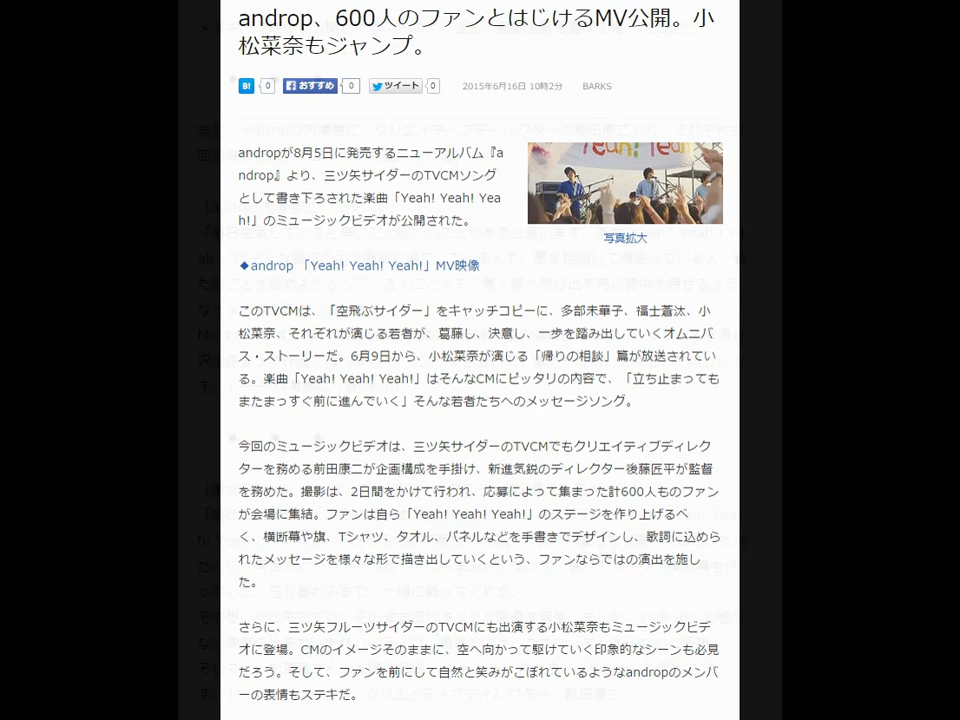 androp、600人のファンとはじけるMV公開。小
松菜奈もジャンプ。
B! 0 おすすめ 0 ツイート 0 2015年6月16日 10時2分 BARKS
andropが8月5日に発売するニューアルバム『a
ndrop』より、三ツ矢サイダーのTVCMソング
として書き下ろされた楽曲「Yeah! Yeah! Yea
h!」のミュージックビデオが公開された。
Yeah! Yeah
写真拡大
◆androp 「Yeah! Yeah! Yeah!」MV映像
このTVCMは、「空飛ぶサイダー」をキャッチコピーに、多部未華子、福士蒼汰、小
松菜奈、それぞれが演じる若者が、葛藤し、決意し、一歩を踏み出していくオムニバ
ス・ストーリーだ。6月9日から、小松菜奈が演じる「帰りの相談」篇が放送されてい
る。楽曲「Yeah! Yeah! Yeah!」はそんなCMにピッタリの内容で、「立ち止まっても
またまっすぐ前に進んでいく」そんな若者たちへのメッセージソング。
今回のミュージックビデオは、三ツ矢サイダーのTVCMでもクリエイティブディレク
ターを務める前田康二が企画構成を手掛け、新進気鋭のディレクター後藤匠平が監督
を務めた。撮影は、2日間をかけて行われ、応募によって集まった計600人ものファン
が会場に集結。ファンは自ら「Yeah! Yeah! Yeah!」のステージを作り上げるべ
く、横断幕や旗、Tシャツ、タオル、パネルなどを手書きでデザインし、歌詞に込めら
れたメッセージを様々な形で描き出していくという、ファンならではの演出を施し
た。
さらに、三ツ矢フルーツサイダーのTVCMにも出演する小松菜奈もミュージックビデ
オに登場。CMのイメージそのままに、空へ向かって駆けていく印象的なシーンも必見
だろう。そして、ファンを前にして自然と笑みがこぼれているようなandropのメンバ
ーの表情もステキだ。